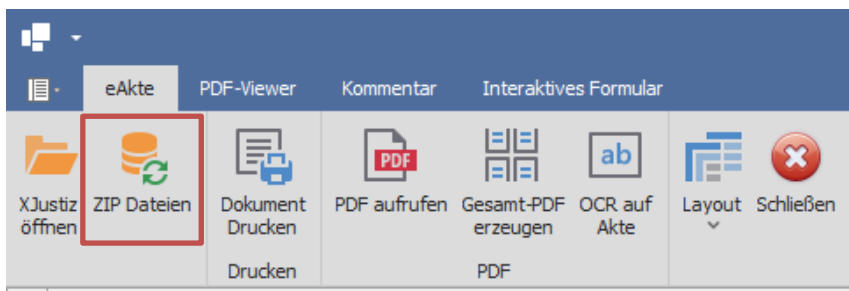 eAkte PDF-Viewer Kommentar Interaktives Formular
XJustiz öffnen
ZIP Dateien
Dokument Drucken
PDF
PDF aufrufen
Gesamt-PDF erzeugen
ab
OCR auf Akte
Layout
Schließen
Drucken
PDF